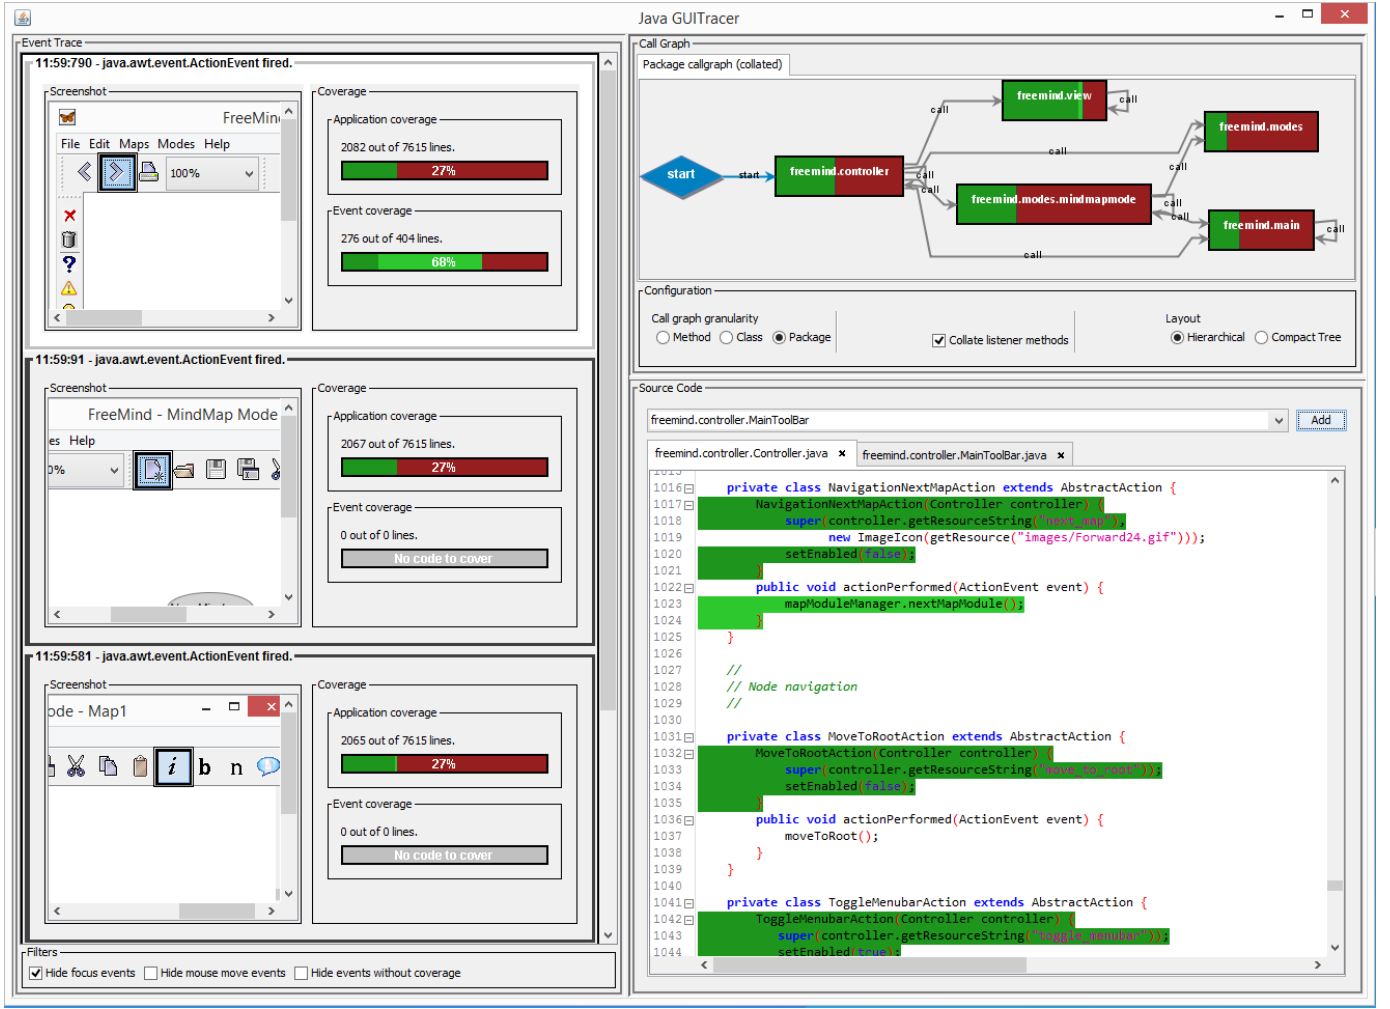 Java GUITracer
Event Trace
11:59:790 - java.awt.event.ActionEvent fired.
Screenshot
FreeMin
File Edit Maps Modes Help
100%
Coverage
Application coverage
2082 out of 7615 lines.
27%
Event coverage
276 out of 404 lines.
68%
11:59:91 - java.awt.event.ActionEvent fired.
Screenshot
FreeMind - MindMap Mode
es Help
0%
Coverage
Application coverage
2067 out of 7615 lines.
27%
Event coverage
0 out of 0 lines.
No code to cover
11:59:581 - java.awt.event.ActionEvent fired.
Screenshot
ode - Map1
i b n
Coverage
Application coverage
2065 out of 7615 lines.
27%
Event coverage
0 out of 0 lines.
No code to cover
Filters
Hide focus events Hide mouse move events Hide events without coverage
Call Graph
Package callgraph (collated)
start
start
freemind.controller
freemind.view
freemind.modes
freemind.modes.mindmapmode
freemind.main
call
call
call
call
call
call
call
call
call
call
Configuration
Call graph granularity
Method Class Package
Collate listener methods
Layout
Hierarchical Compact Tree
Source Code
freemind.controller.MainToolBar
Add
freemind.controller.Controller.java × freemind.controller.MainToolBar.java ×
1015
1016 private class NavigationNextMapAction extends AbstractAction {
1017 NavigationNextMapAction(Controller controller) {
1018 super(controller.getResourceString("next_map"),
1019 new ImageIcon(getResource("images/Forward24.gif")));
1020 setEnabled(false);
1021 }
1022 public void actionPerformed(ActionEvent event) {
1023 mapModuleManager.nextMapModule();
1024 }
1025 }
1026
1027 //
1028 // Node navigation
1029 //
1030
1031 private class MoveToRootAction extends AbstractAction {
1032 MoveToRootAction(Controller controller) {
1033 super(controller.getResourceString("move_to_root"));
1034 setEnabled(false);
1035 }
1036 public void actionPerformed(ActionEvent event) {
1037 moveToRoot();
1038 }
1039 }
1040
1041 private class ToggleMenubarAction extends AbstractAction {
1042 ToggleMenubarAction(Controller controller) {
1043 super(controller.getResourceString("toggle_menubar"));
1044 setEnabled(true);